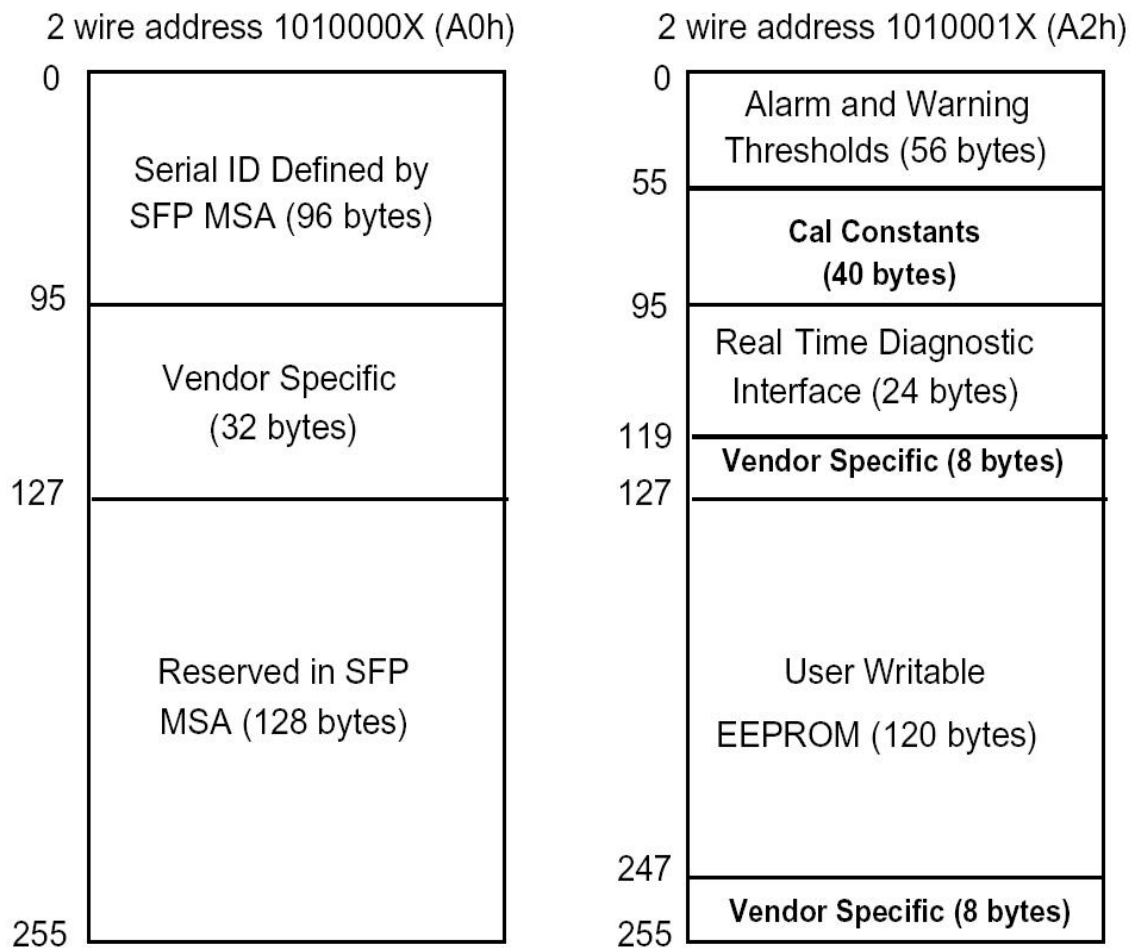 2 wire address 1010000X (A0h)
0
Serial ID Defined by
SFP MSA (96 bytes)
95
Vendor Specific
(32 bytes)
127
Reserved in SFP
MSA (128 bytes)
255
2 wire address 1010001X (A2h)
0
Alarm and Warning
Thresholds (56 bytes)
55
Cal Constants
(40 bytes)
95
Real Time Diagnostic
Interface (24 bytes)
119
Vendor Specific (8 bytes)
127
User Writable
EEPROM (120 bytes)
247
Vendor Specific (8 bytes)
255